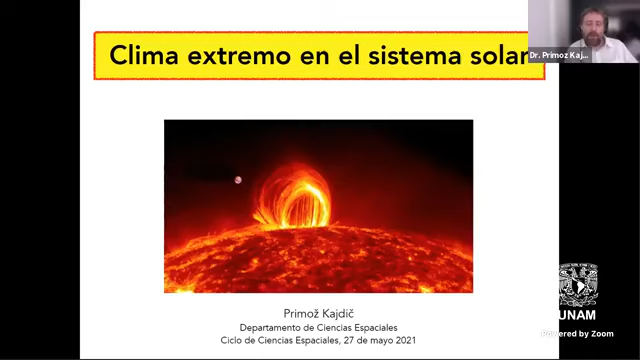 Clima extremo en el sistema solar
Dr. Primoz Kaj...
Primož Kajdič
Departamento de Ciencias Espaciales
Ciclo de Ciencias Espaciales, 27 de mayo 2021
UNAM
Powered by Zoom